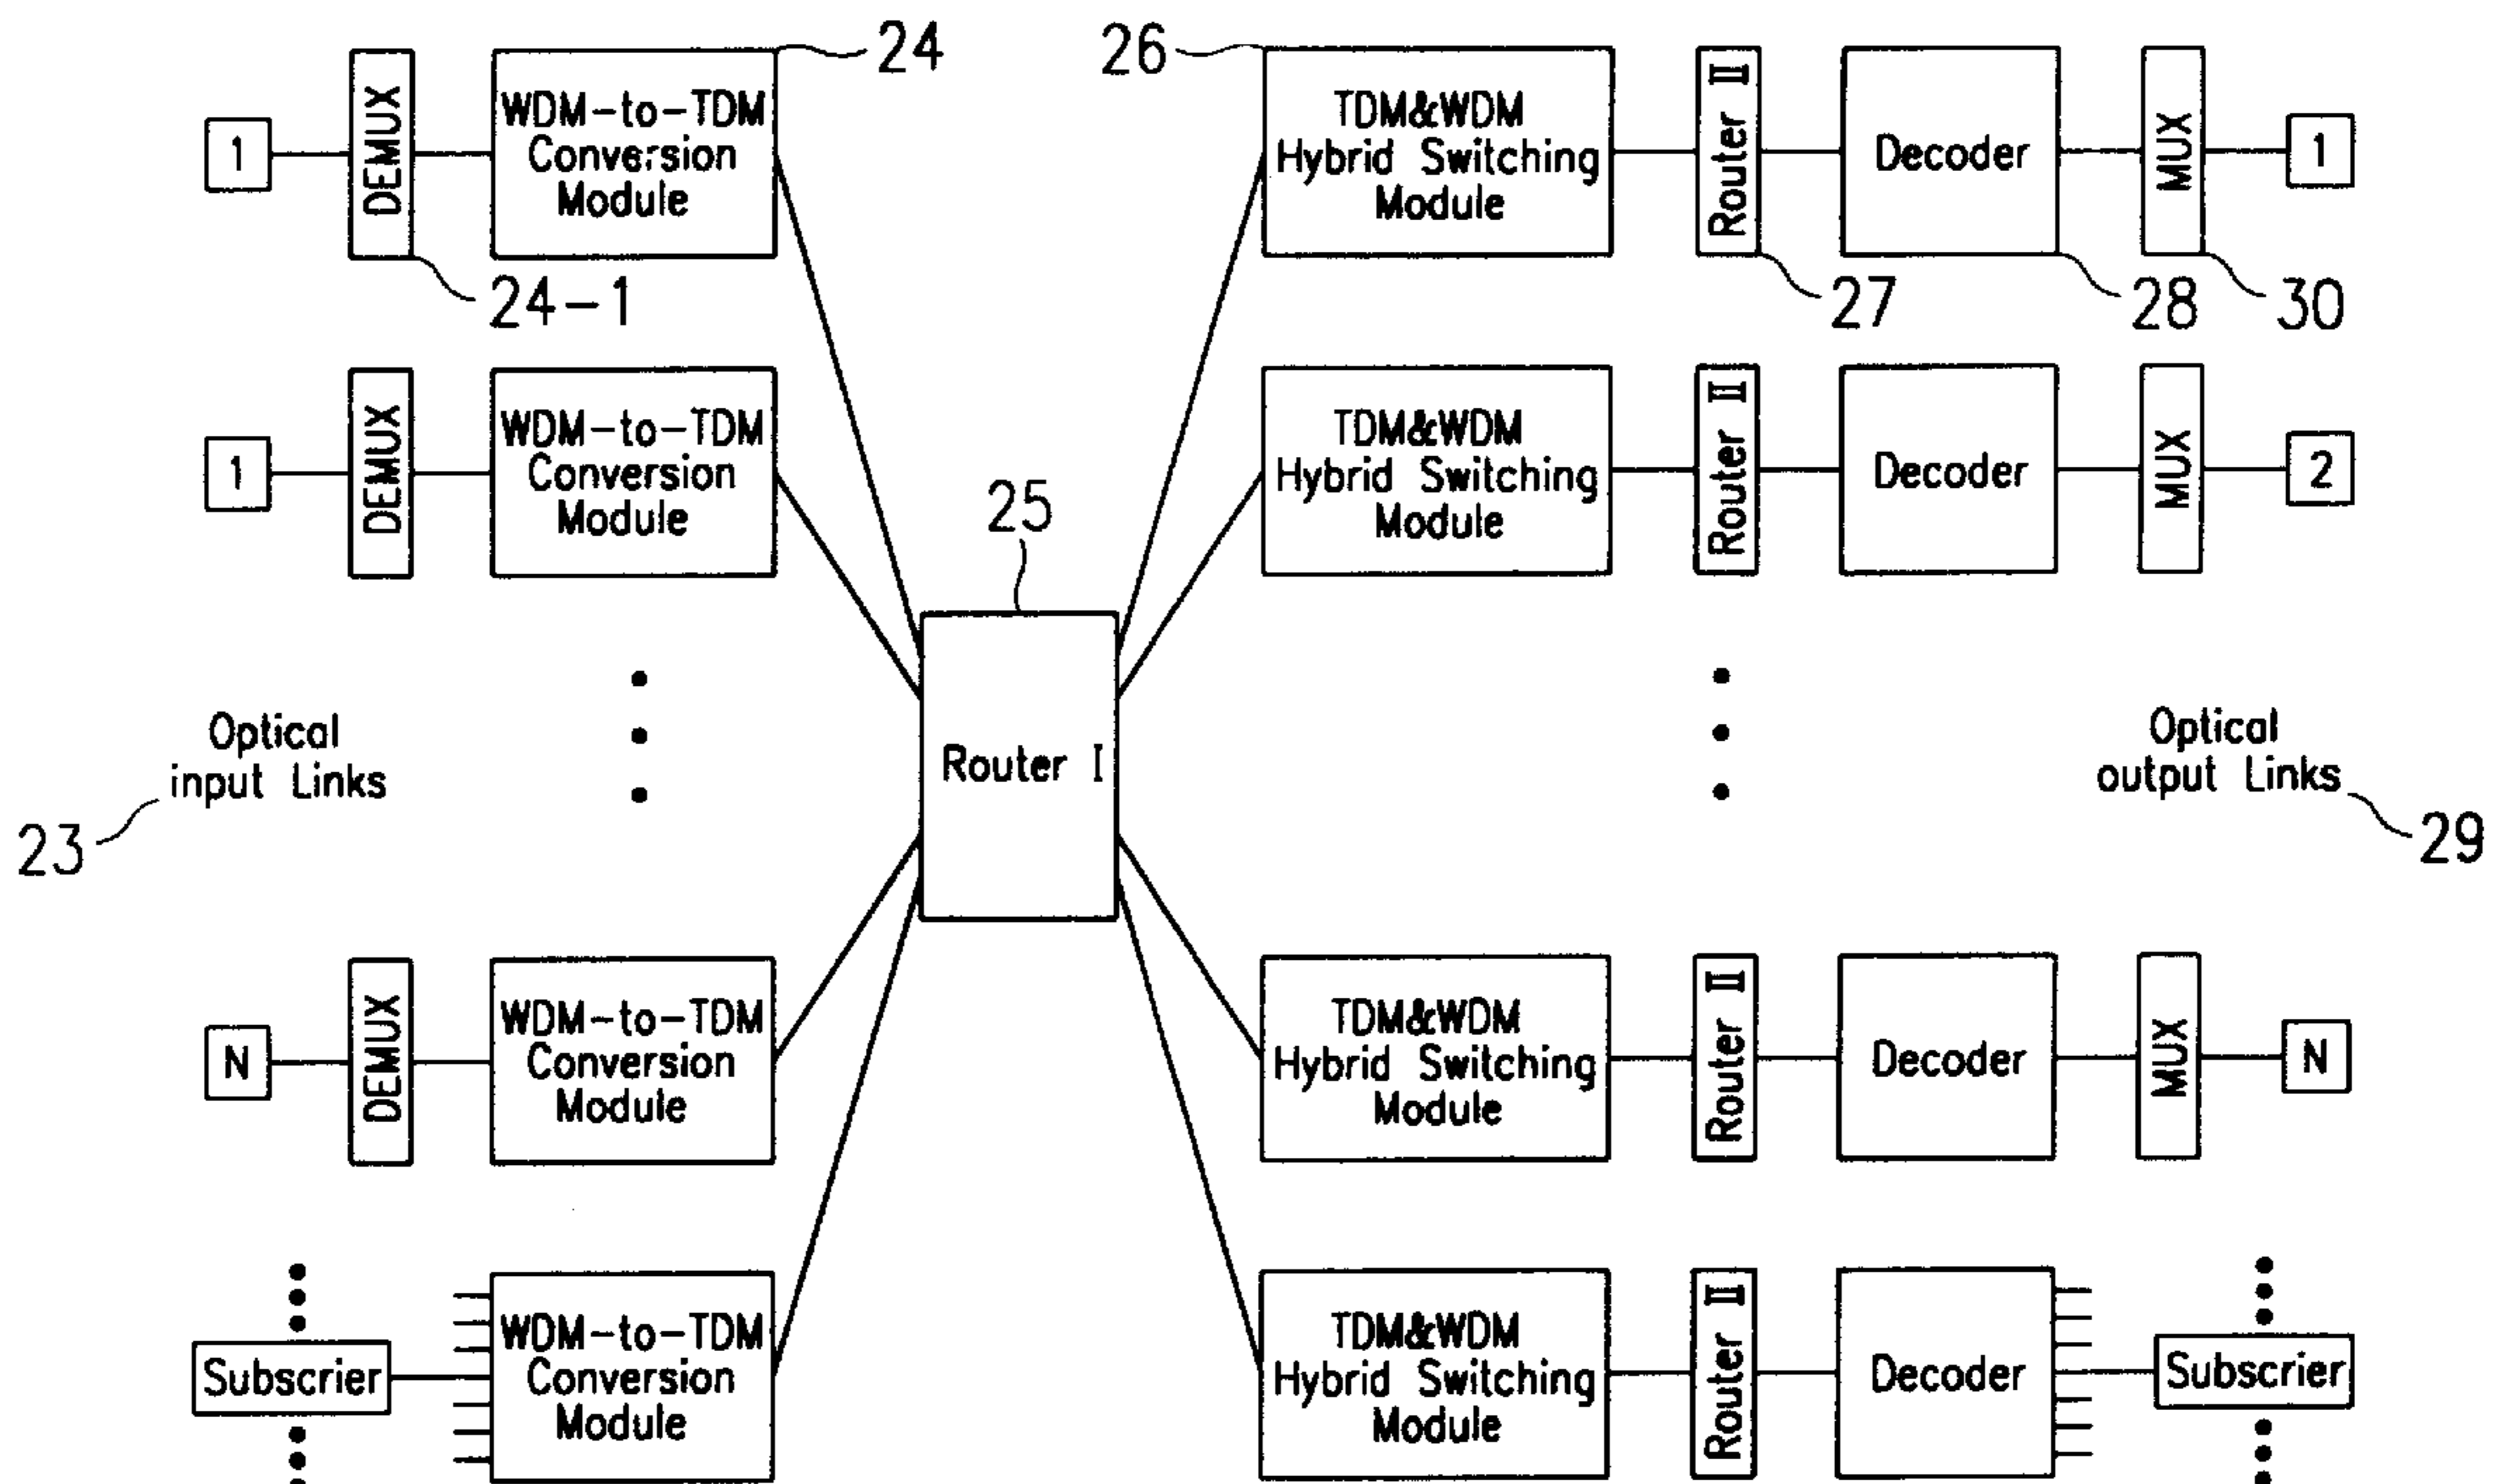 24
26
1
DEMUX
WDM-to-TDM
Conversion
Module
TDM&WDM
Hybrid Switching
Module
Router II
Decoder
MUX
1
24-1
27
28
30
1
DEMUX
WDM-to-TDM
Conversion
Module
25
TDM&WDM
Hybrid Switching
Module
Router II
Decoder
MUX
2
Optical
input Links
23
Router I
Optical
output Links
29
N
DEMUX
WDM-to-TDM
Conversion
Module
TDM&WDM
Hybrid Switching
Module
Router II
Decoder
MUX
N
Subscrier
WDM-to-TDM
Conversion
Module
TDM&WDM
Hybrid Switching
Module
Router II
Decoder
Subscrier